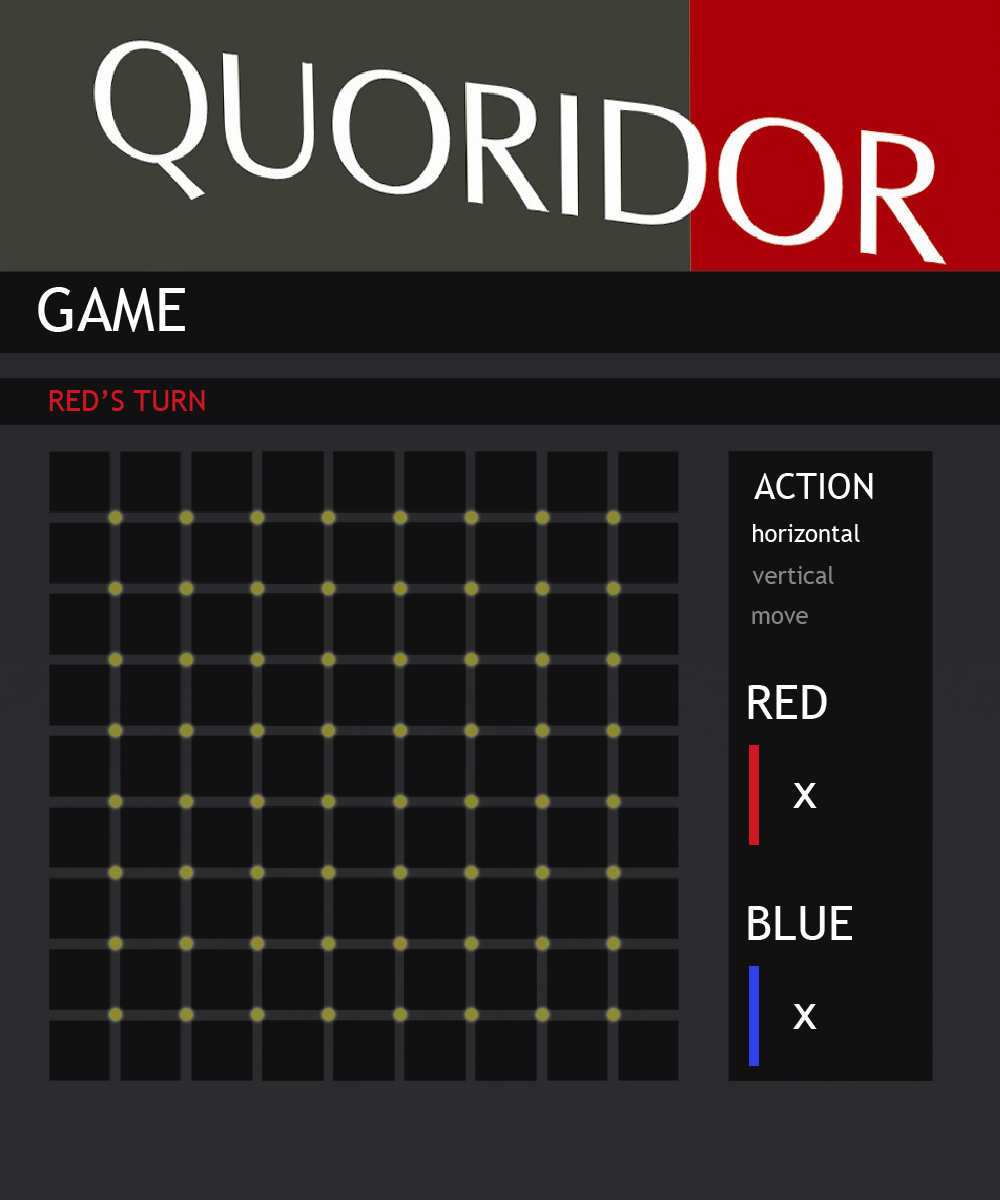 QUORIDOR
GAME
RED’S TURN
ACTION
horizontal
vertical
move
RED
x
BLUE
x